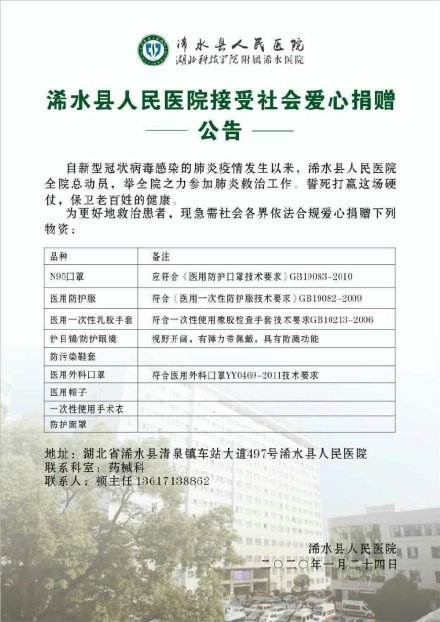 浠水县人民医院
湖北科技学院附属浠水医院
浠水县人民医院接受社会爱心捐赠
公告
自新型冠状病毒感染的肺炎疫情发生以来，浠水县人民医院
全院总动员，举全院之力参加肺炎救治工作。誓死打赢这场硬
仗，保卫老百姓的健康。
为更好地救治患者，现急需社会各界依法合规爱心捐赠下列
物资：
品种 备注
N95口罩 应符合《医用防护口罩技术要求》GB19083-2010
医用防护服 符合《医用一次性防护服技术要求》GB19082-2009
医用一次性乳胶手套 符合一次性使用橡胶检查手套技术要求GB10213-2006
护目镜/防护眼镜 视野开阔，有弹力带佩戴，具有防溅功能
防污染鞋套
医用外科口罩 符合医用外科口罩YY0469-2011技术要求
医用帽子
一次性使用手术衣
防护面罩
地址：湖北省浠水县清泉镇车站大道497号浠水县人民医院
联系科室：药械科
联系人：顿主任13617138862
浠水县人民医院
二〇二〇年一月二十四日